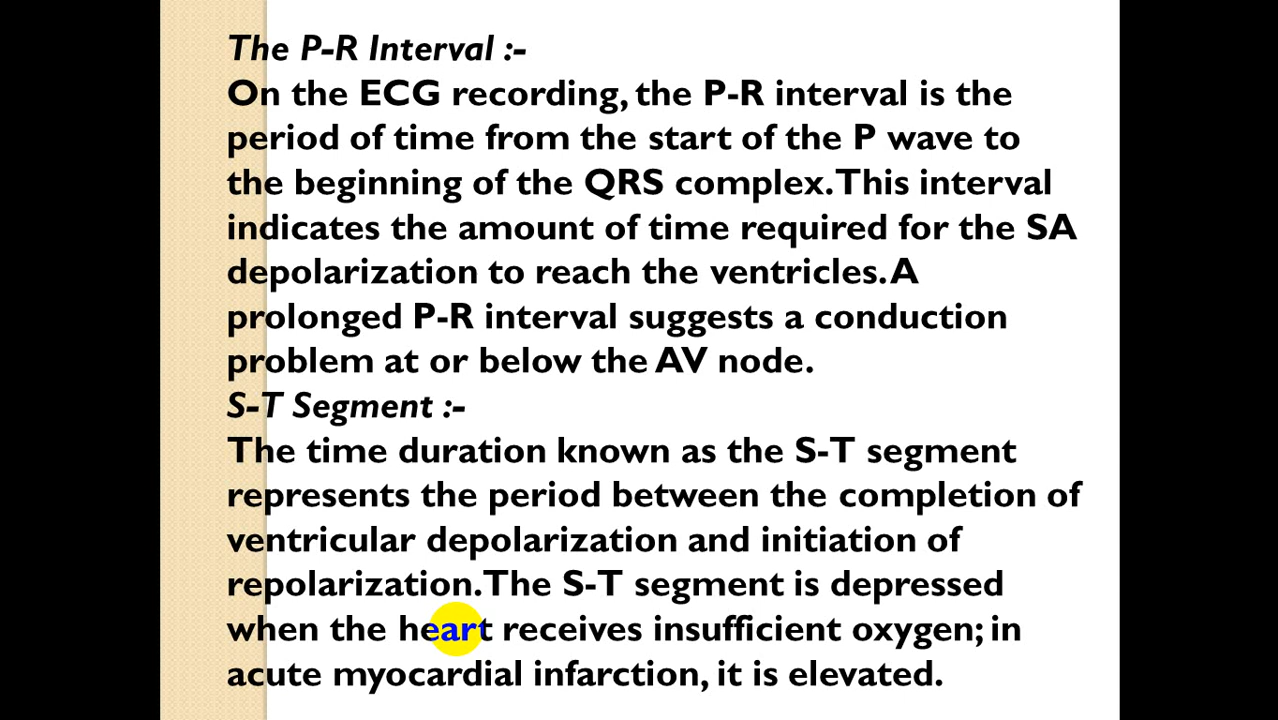 The P-R Interval :-
On the ECG recording, the P-R interval is the
period of time from the start of the P wave to
the beginning of the QRS complex. This interval
indicates the amount of time required for the SA
depolarization to reach the ventricles. A
prolonged P-R interval suggests a conduction
problem at or below the AV node.
S-T Segment :-
The time duration known as the S-T segment
represents the period between the completion of
ventricular depolarization and initiation of
repolarization. The S-T segment is depressed
when the heart receives insufficient oxygen; in
acute myocardial infarction, it is elevated.